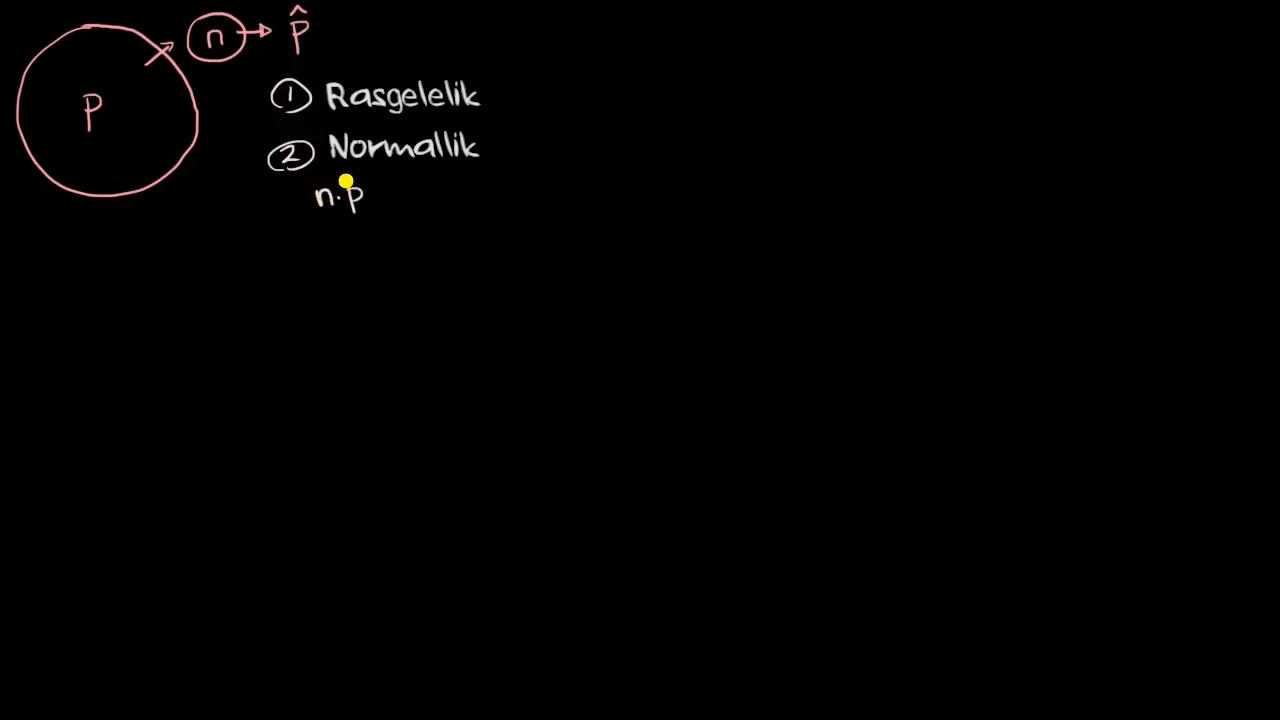 n → p̂
p
① Rasgelelik
② Normallik
n.p